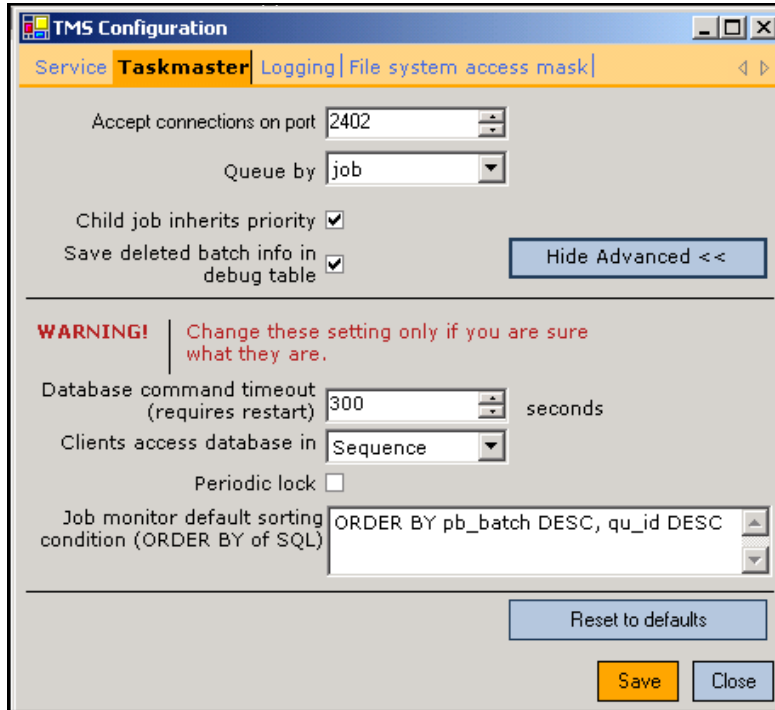 TMS Configuration
Service Taskmaster Logging File system access mask
Accept connections on port 2402
Queue by job
Child job inherits priority
Save deleted batch info in
debug table
Hide Advanced <<
WARNING! Change these setting only if you are sure
what they are.
Database command timeout
(requires restart) 300 seconds
Clients access database in Sequence
Periodic lock
Job monitor default sorting
condition (ORDER BY of SQL)
ORDER BY pb_batch DESC, qu_id DESC
Reset to defaults
Save Close